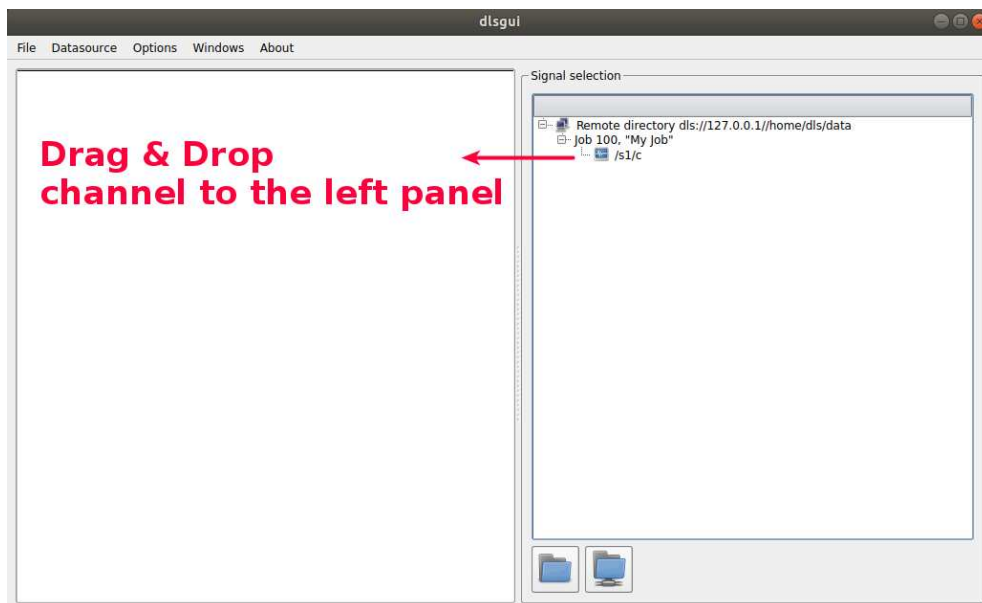 dlsgui
File Datasource Options Windows About
Signal selection
Remote directory dls://127.0.0.1//home/dls/data
Job 100, "My Job"
/s1/c
Drag & Drop
channel to the left panel